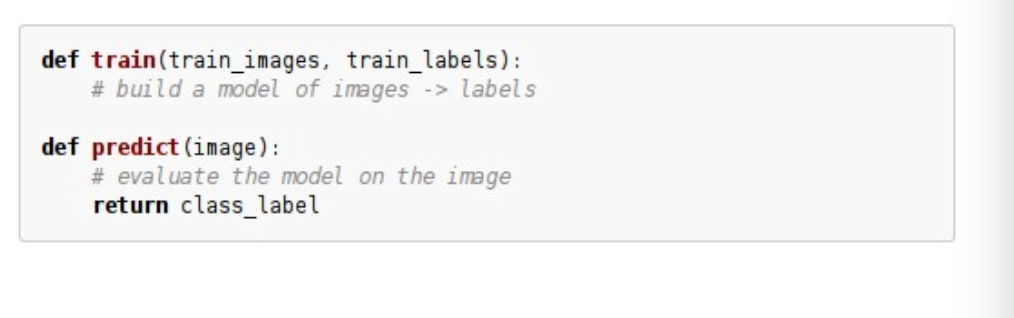 def train(train_images, train_labels):
    # build a model of images -> labels

def predict(image):
    # evaluate the model on the image
    return class_label